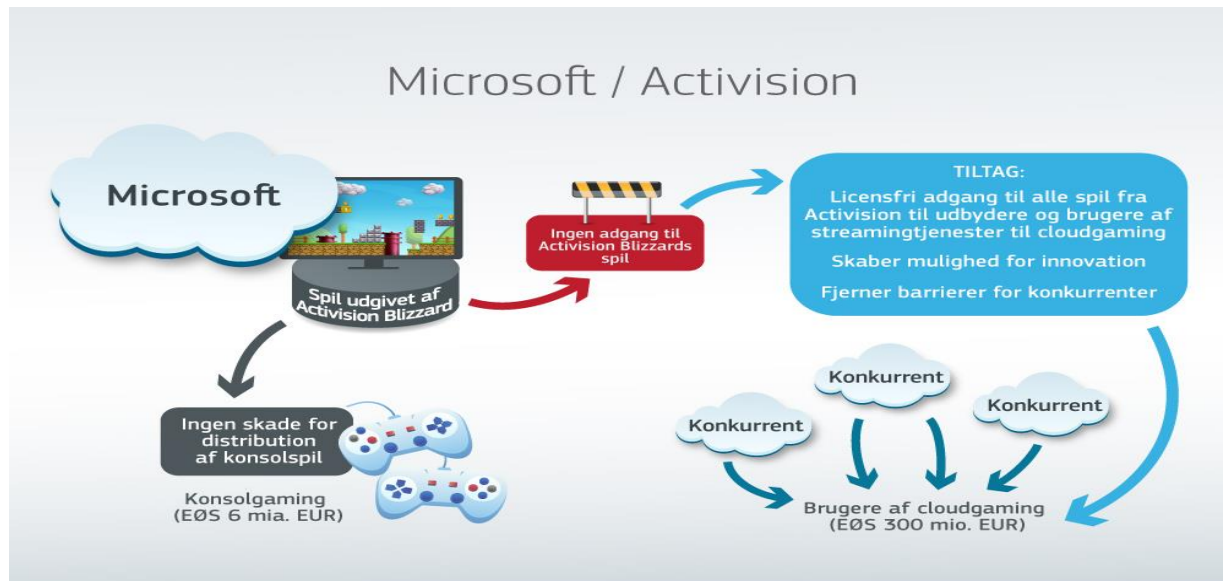 Microsoft / Activision
Microsoft
Spil udgivet af
Activision Blizzard
Ingen adgang til
Activision Blizzards
spil
TILTAG:
Licensfri adgang til alle spil fra
Activision til udbydere og brugere af
streamingtjenester til cloudgaming
Skaber mulighed for innovation
Fjerner barrierer for konkurrenter
Ingen skade for
distribution
af konsolspil
Konsolgaming
(EØS 6 mia. EUR)
Konkurrent
Konkurrent
Konkurrent
Brugere af cloudgaming
(EØS 300 mio. EUR)